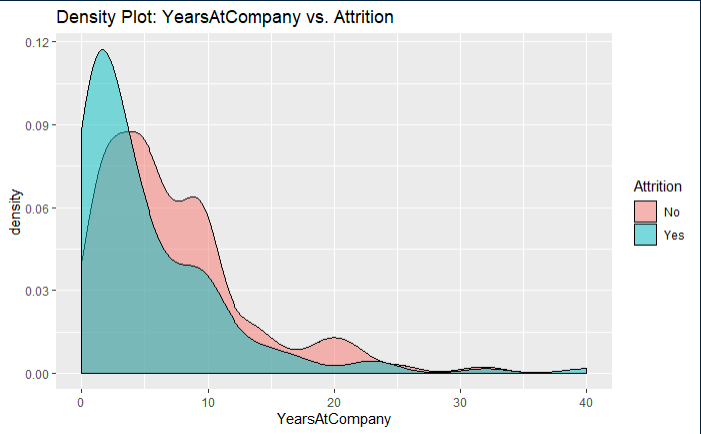 Density Plot: YearsAtCompany vs. Attrition
0.12
0.09
0.06
0.03
0.00
density
0 10 20 30 40
YearsAtCompany
Attrition
No
Yes